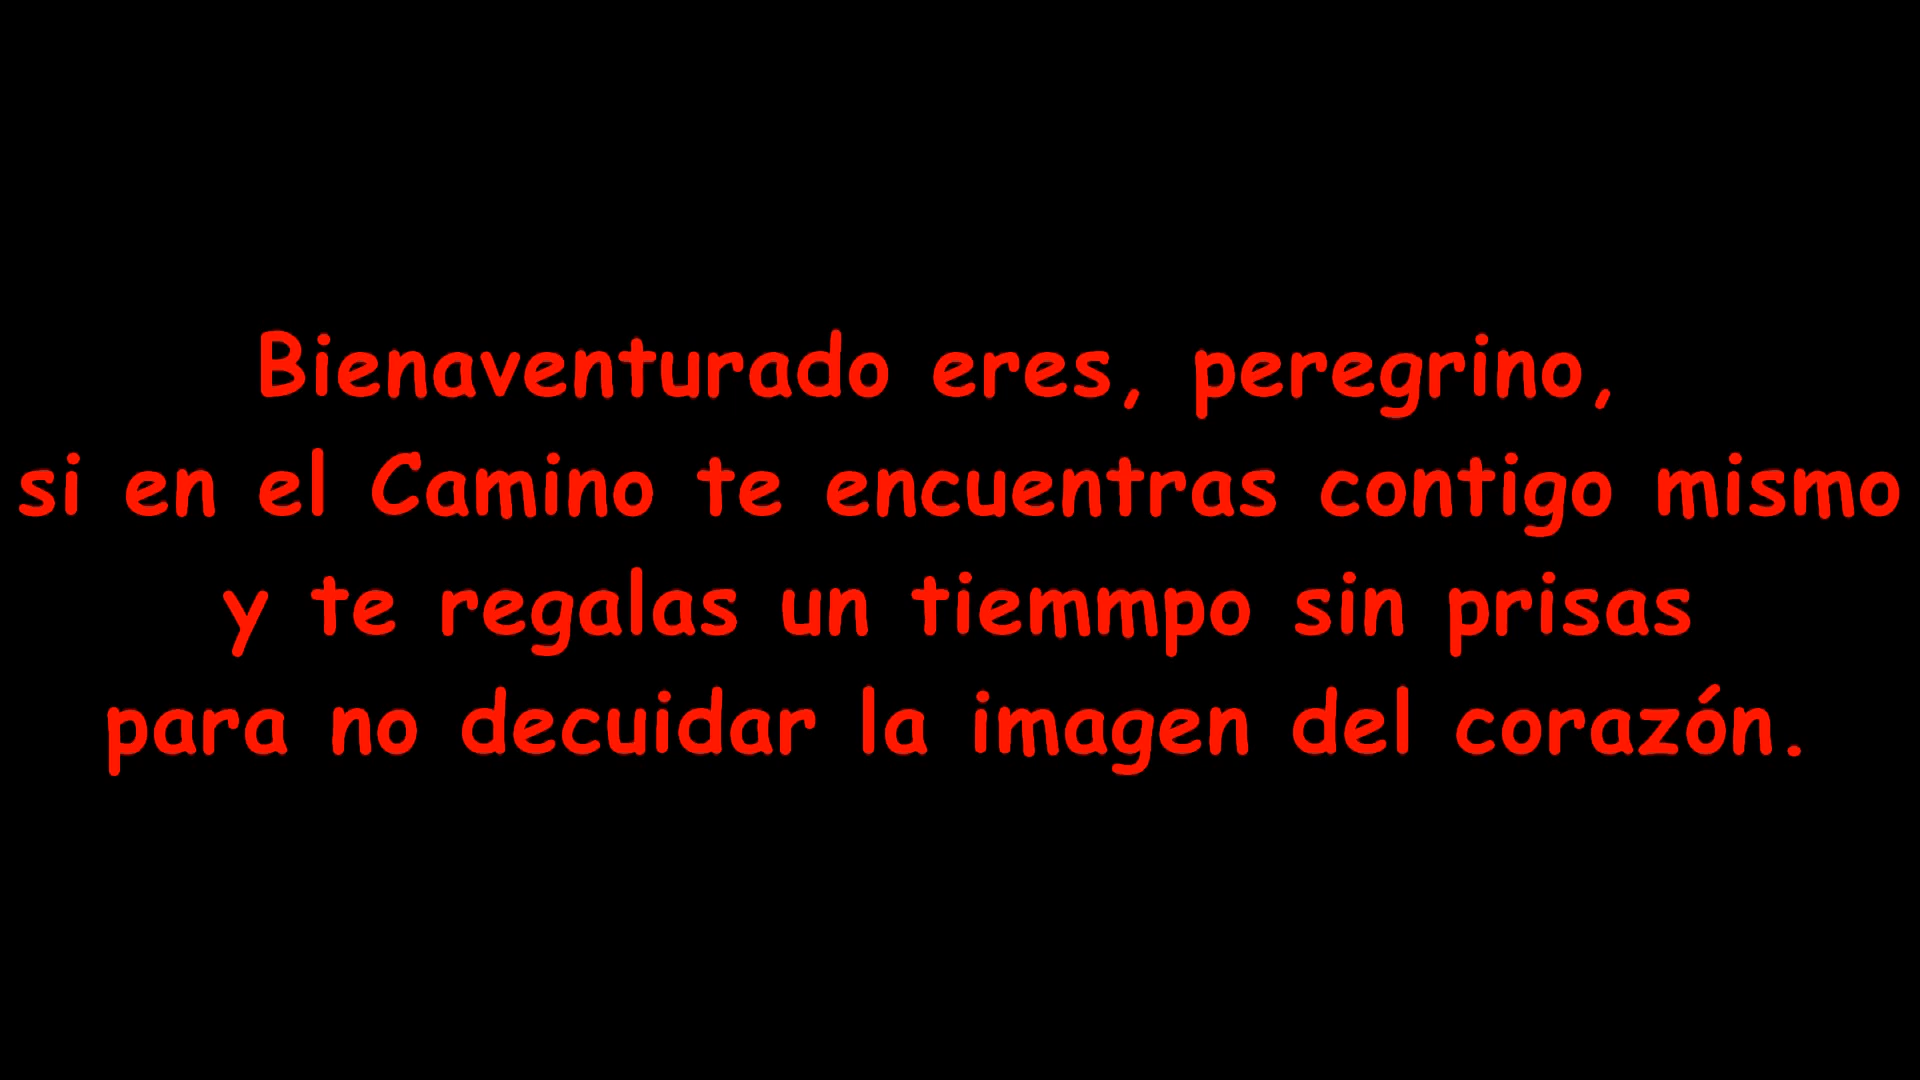 Bienaventurado eres, peregrino,
si en el Camino te encuentras contigo mismo
y te regalas un tiemmpo sin prisas
para no decuidar la imagen del corazón.